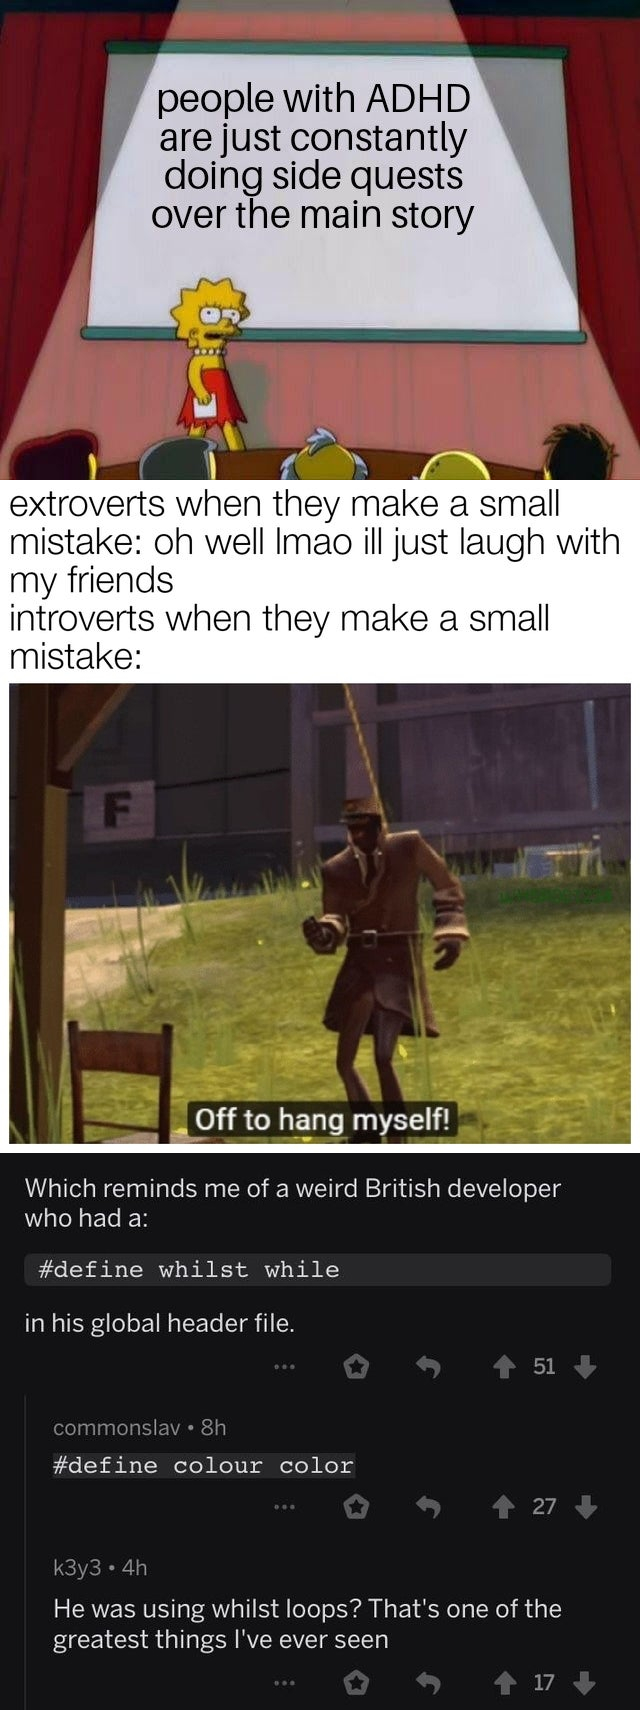 people with ADHD
are just constantly
doing side quests
over the main story
extroverts when they make a small
mistake: oh well lmao ill just laugh with
my friends
introverts when they make a small
mistake:
F
Off to hang myself!
Which reminds me of a weird British developer
who had a:
#define whilst while
in his global header file.
51
commonslav • 8h
#define colour color
27
k3y3 • 4h
He was using whilst loops? That's one of the
greatest things I've ever seen
17